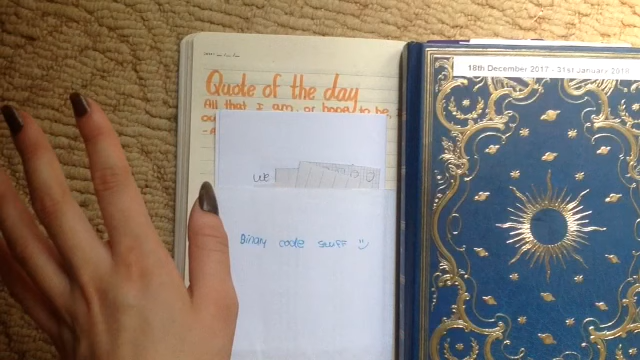 Quote of the day
All that I am, or hope to be,
we
Binary code stuff :)
18th December 2017 - 31st January 2018